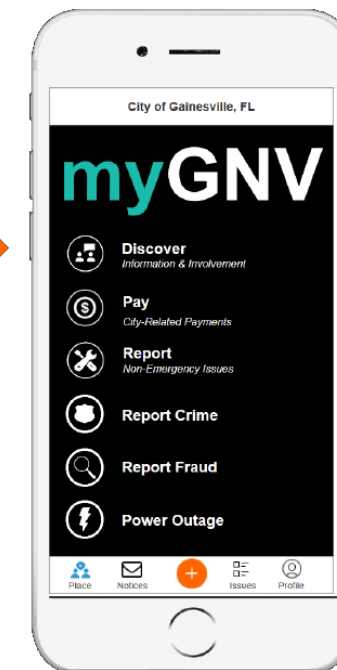 City of Gainesville, FL
myGNV
Discover
Information & Involvement
Pay
City-Related Payments
Report
Non-Emergency Issues
Report Crime
Report Fraud
Power Outage
Place Notices + Issues Profile